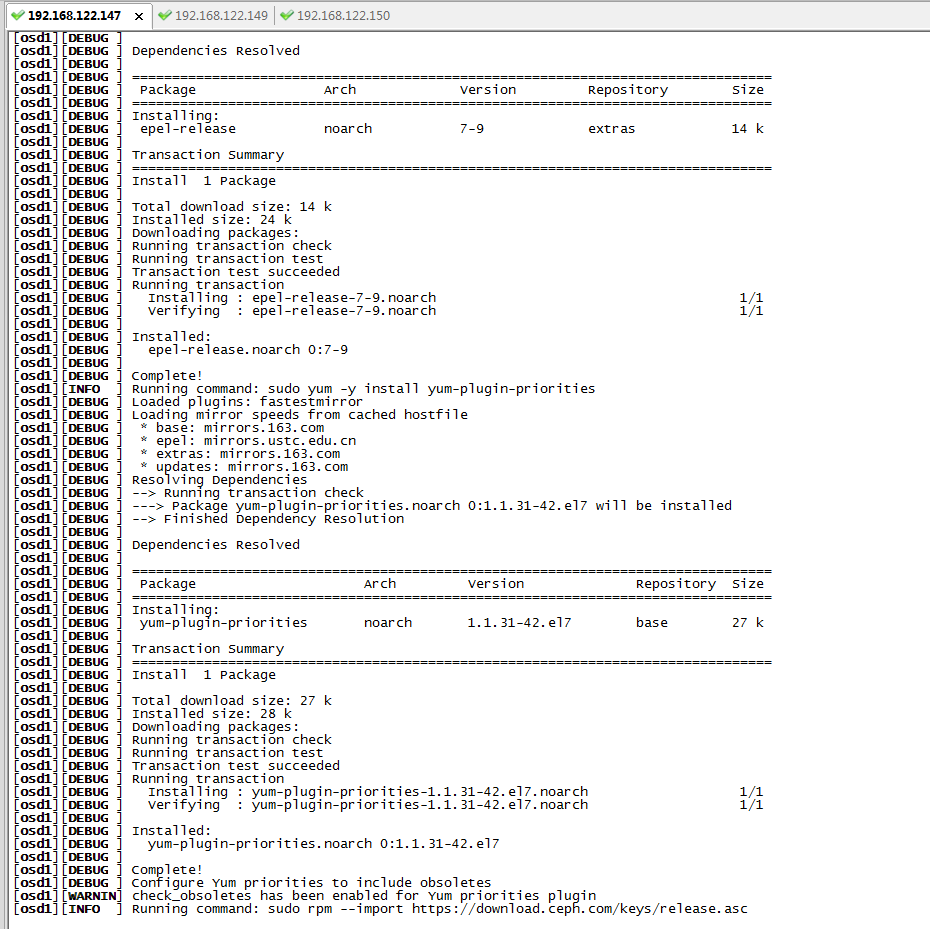 192.168.122.147 × 192.168.122.149 192.168.122.150
[osd1][DEBUG ]
[osd1][DEBUG ] Dependencies Resolved
[osd1][DEBUG ]
[osd1][DEBUG ] ================================================================================
[osd1][DEBUG ]  Package                Arch             Version         Repository        Size
[osd1][DEBUG ] ================================================================================
[osd1][DEBUG ] Installing:
[osd1][DEBUG ]  epel-release           noarch           7-9             extras            14 k
[osd1][DEBUG ]
[osd1][DEBUG ] Transaction Summary
[osd1][DEBUG ] ================================================================================
[osd1][DEBUG ] Install  1 Package
[osd1][DEBUG ]
[osd1][DEBUG ] Total download size: 14 k
[osd1][DEBUG ] Installed size: 24 k
[osd1][DEBUG ] Downloading packages:
[osd1][DEBUG ] Running transaction check
[osd1][DEBUG ] Running transaction test
[osd1][DEBUG ] Transaction test succeeded
[osd1][DEBUG ] Running transaction
[osd1][DEBUG ]   Installing : epel-release-7-9.noarch                                      1/1
[osd1][DEBUG ]   Verifying  : epel-release-7-9.noarch                                      1/1
[osd1][DEBUG ]
[osd1][DEBUG ] Installed:
[osd1][DEBUG ]   epel-release.noarch 0:7-9
[osd1][DEBUG ]
[osd1][DEBUG ] Complete!
[osd1][INFO  ] Running command: sudo yum -y install yum-plugin-priorities
[osd1][DEBUG ] Loaded plugins: fastestmirror
[osd1][DEBUG ] Loading mirror speeds from cached hostfile
[osd1][DEBUG ]  * base: mirrors.163.com
[osd1][DEBUG ]  * epel: mirrors.ustc.edu.cn
[osd1][DEBUG ]  * extras: mirrors.163.com
[osd1][DEBUG ]  * updates: mirrors.163.com
[osd1][DEBUG ] Resolving Dependencies
[osd1][DEBUG ] --> Running transaction check
[osd1][DEBUG ] ---> Package yum-plugin-priorities.noarch 0:1.1.31-42.el7 will be installed
[osd1][DEBUG ] --> Finished Dependency Resolution
[osd1][DEBUG ]
[osd1][DEBUG ] Dependencies Resolved
[osd1][DEBUG ]
[osd1][DEBUG ] ================================================================================
[osd1][DEBUG ]  Package                     Arch         Version              Repository  Size
[osd1][DEBUG ] ================================================================================
[osd1][DEBUG ] Installing:
[osd1][DEBUG ]  yum-plugin-priorities       noarch       1.1.31-42.el7        base        27 k
[osd1][DEBUG ]
[osd1][DEBUG ] Transaction Summary
[osd1][DEBUG ] ================================================================================
[osd1][DEBUG ] Install  1 Package
[osd1][DEBUG ]
[osd1][DEBUG ] Total download size: 27 k
[osd1][DEBUG ] Installed size: 28 k
[osd1][DEBUG ] Downloading packages:
[osd1][DEBUG ] Running transaction check
[osd1][DEBUG ] Running transaction test
[osd1][DEBUG ] Transaction test succeeded
[osd1][DEBUG ] Running transaction
[osd1][DEBUG ]   Installing : yum-plugin-priorities-1.1.31-42.el7.noarch                   1/1
[osd1][DEBUG ]   Verifying  : yum-plugin-priorities-1.1.31-42.el7.noarch                   1/1
[osd1][DEBUG ]
[osd1][DEBUG ] Installed:
[osd1][DEBUG ]   yum-plugin-priorities.noarch 0:1.1.31-42.el7
[osd1][DEBUG ]
[osd1][DEBUG ] Complete!
[osd1][DEBUG ] Configure Yum priorities to include obsoletes
[osd1][WARNIN] check_obsoletes has been enabled for Yum priorities plugin
[osd1][INFO  ] Running command: sudo rpm --import https://download.ceph.com/keys/release.asc